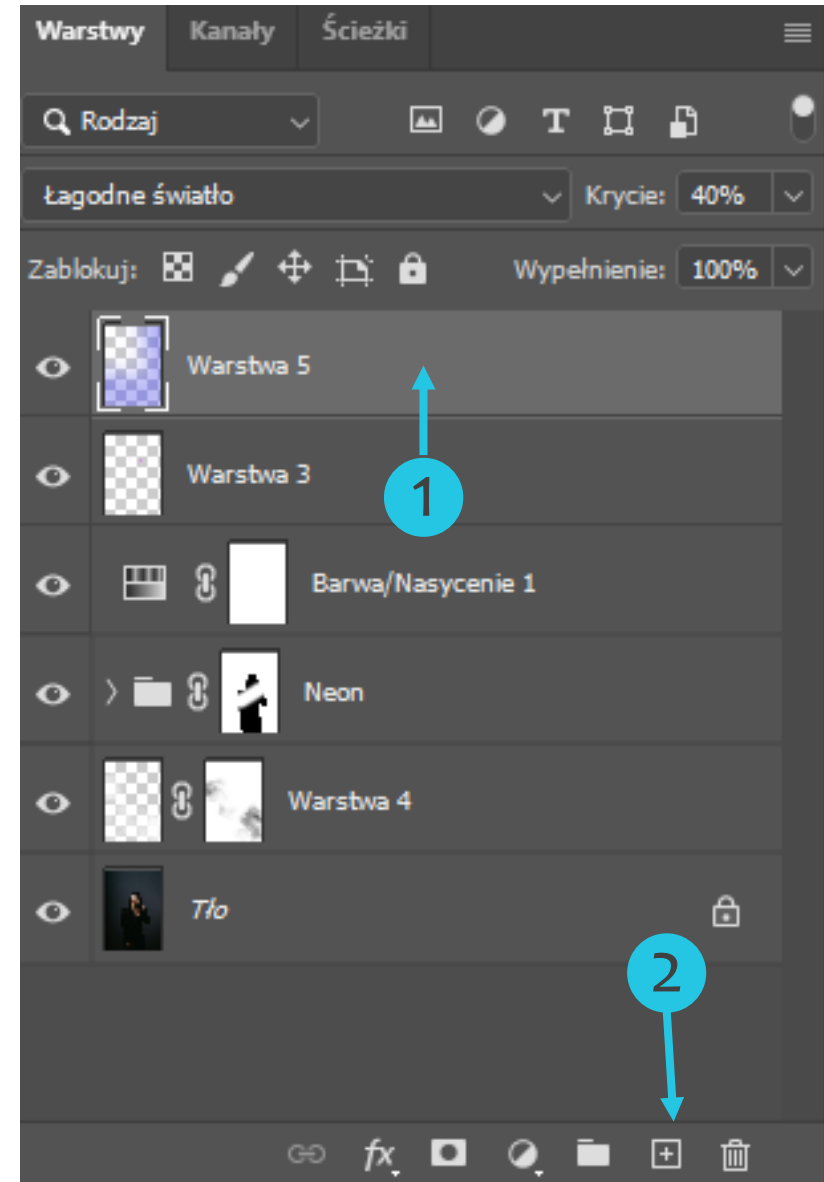 Warstwy Kanały Ścieżki
Rodzaj T
Łagodne światło Krycie: 40%
Zablokuj: Wypełnienie: 100%
Warstwa 5
Warstwa 3
1
Barwa/Nasycenie 1
Neon
Warstwa 4
Tło
2
fx